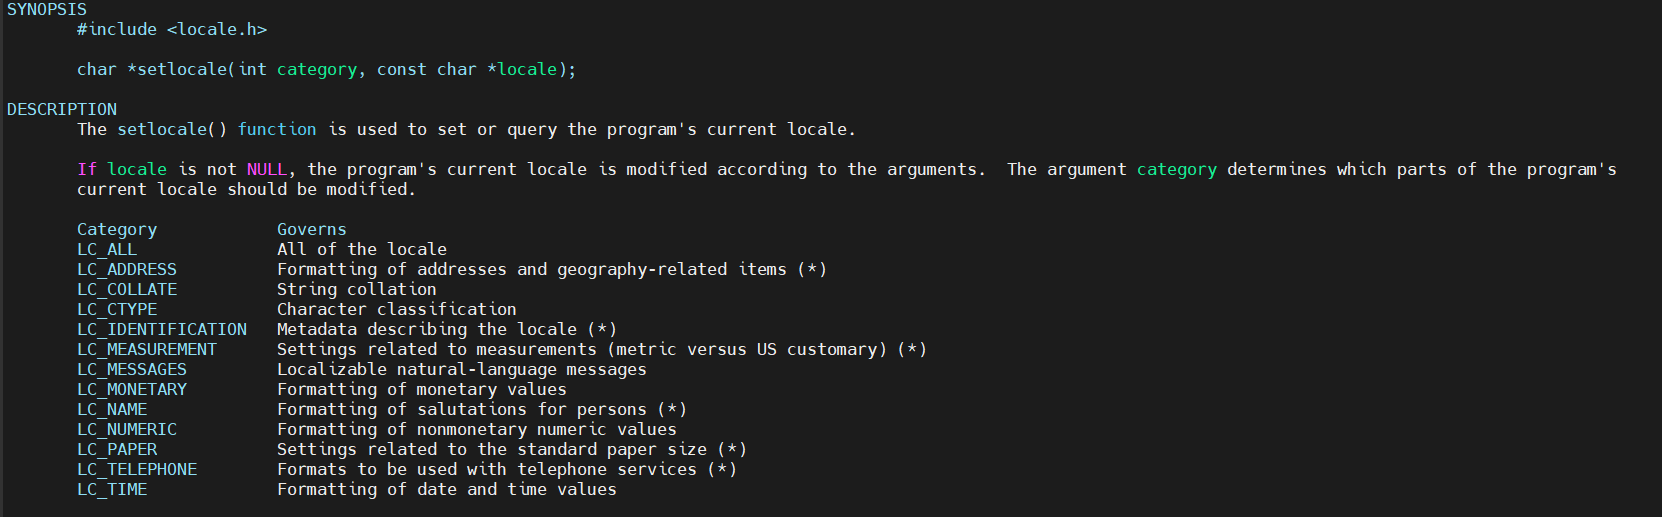 SYNOPSIS
#include <locale.h>
char *setlocale(int category, const char *locale);
DESCRIPTION
The setlocale() function is used to set or query the program's current locale.
If locale is not NULL, the program's current locale is modified according to the arguments.  The argument category determines which parts of the program's
current locale should be modified.
Category            Governs
LC_ALL              All of the locale
LC_ADDRESS          Formatting of addresses and geography-related items (*)
LC_COLLATE          String collation
LC_CTYPE            Character classification
LC_IDENTIFICATION   Metadata describing the locale (*)
LC_MEASUREMENT      Settings related to measurements (metric versus US customary) (*)
LC_MESSAGES         Localizable natural-language messages
LC_MONETARY         Formatting of monetary values
LC_NAME             Formatting of salutations for persons (*)
LC_NUMERIC          Formatting of nonmonetary numeric values
LC_PAPER            Settings related to the standard paper size (*)
LC_TELEPHONE        Formats to be used with telephone services (*)
LC_TIME             Formatting of date and time values